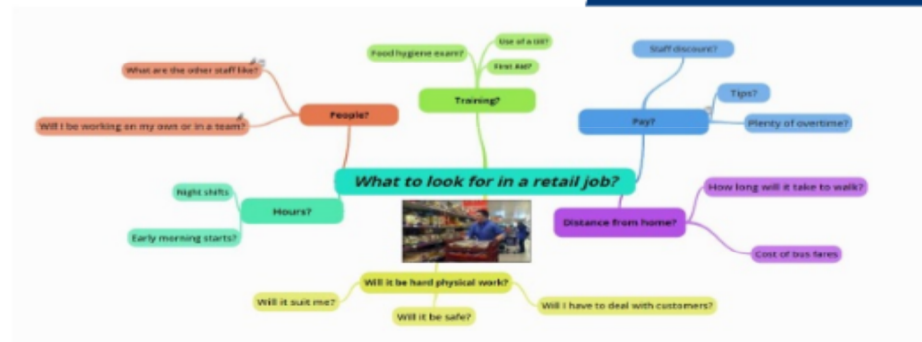 What to look for in a retail job?
Training?
Food hygiene exam?
Use of a till?
First Aid?
Pay?
Staff discount?
Tips?
Plenty of overtime?
Distance from home?
How long will it take to walk?
Cost of bus fares
Will it be hard physical work?
Will I have to deal with customers?
Will it be safe?
Will it suit me?
Hours?
Night shifts
Early morning starts?
People?
What are the other staff like?
Will I be working on my own or in a team?